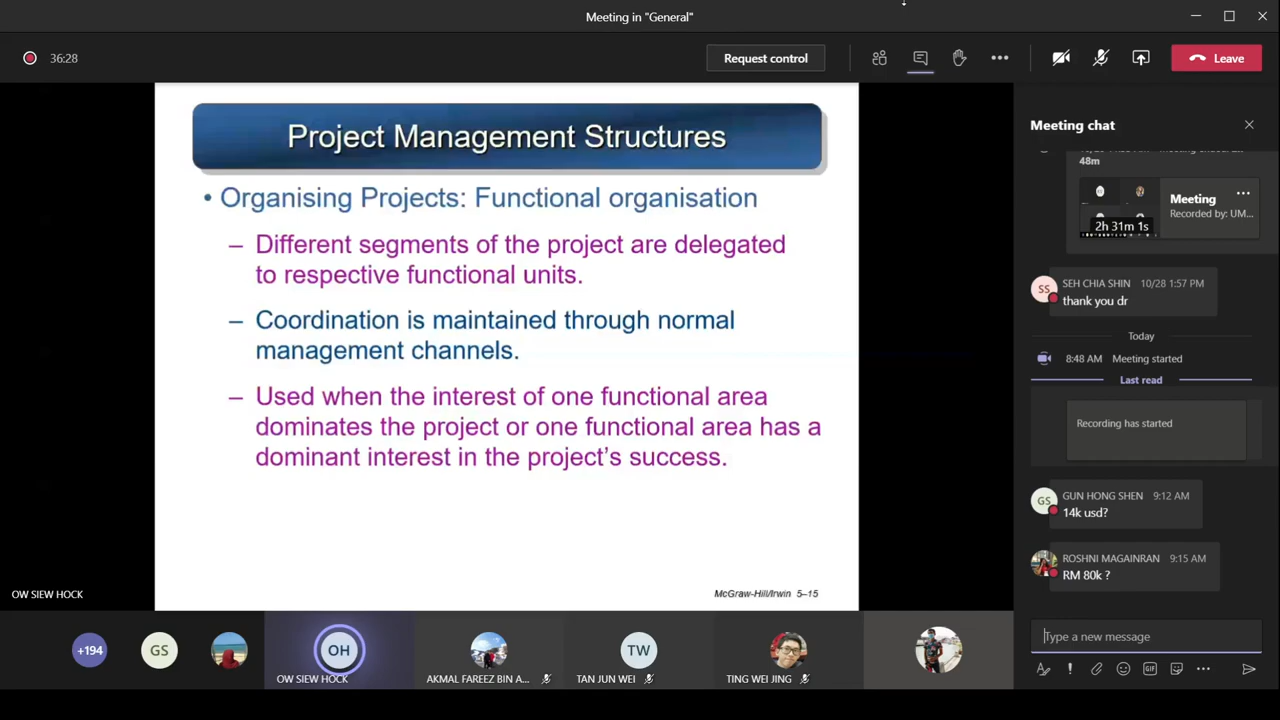 Meeting in "General"
36:28
Request control
Leave
Project Management Structures
• Organising Projects: Functional organisation
– Different segments of the project are delegated
to respective functional units.
– Coordination is maintained through normal
management channels.
– Used when the interest of one functional area
dominates the project or one functional area has a
dominant interest in the project’s success.
McGraw-Hill/Irwin 5–15
OW SIEW HOCK
+194
GS
OH
OW SIEW HOCK
AKMAL FAREEZ BIN A...
TW
TAN JUN WEI
TING WEI JING
Meeting chat
48m
Meeting
Recorded by: UM...
2h 31m 1s
SS
SEH CHIA SHIN 10/28 1:57 PM
thank you dr
Today
8:48 AM Meeting started
Last read
Recording has started
GS
GUN HONG SHEN 9:12 AM
14k usd?
ROSHNI MAGAINRAN 9:15 AM
RM 80k ?
Type a new message
GIF